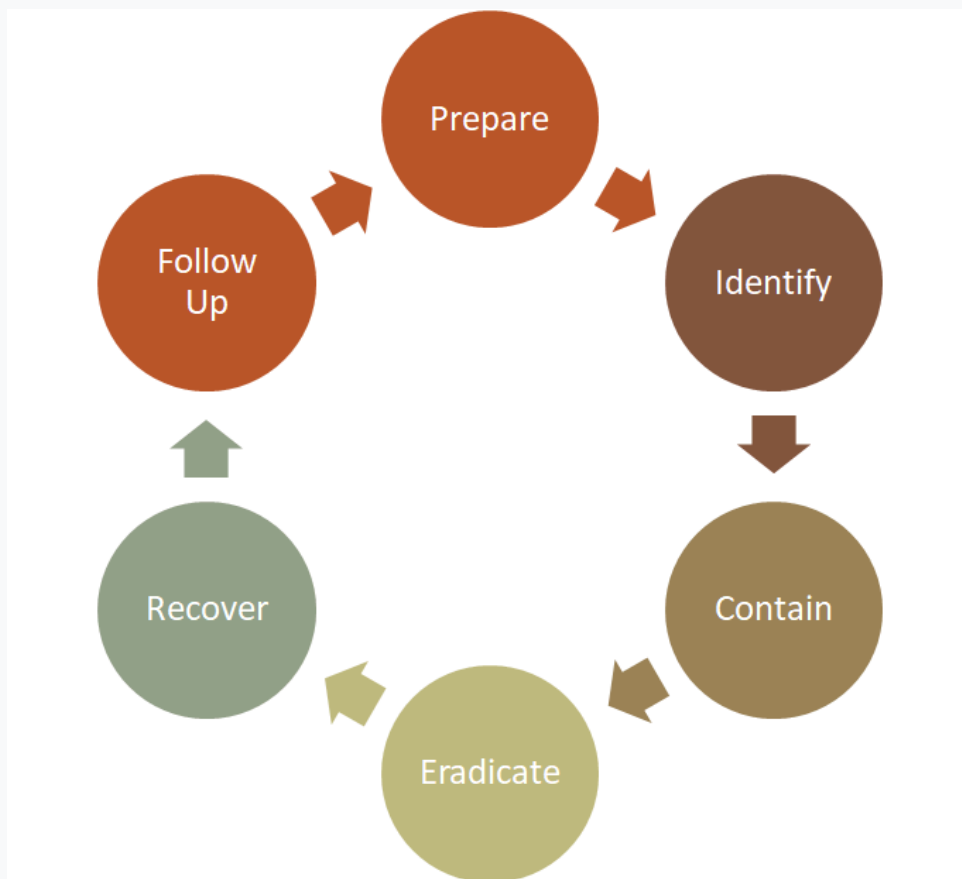 Prepare
Identify
Contain
Eradicate
Recover
Follow
Up